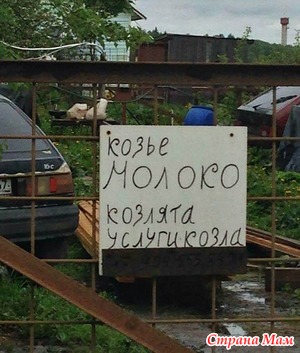 козье
молоко
козлята
услуги козла
Страна Мам